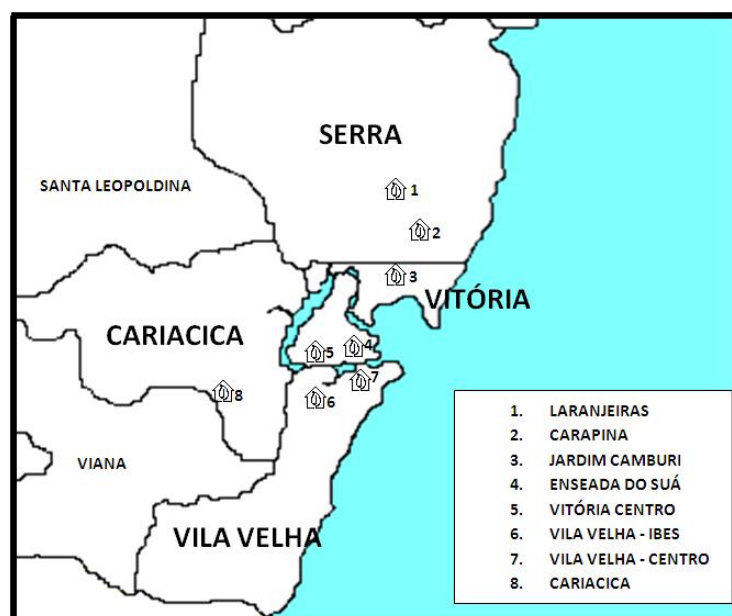 SERRA
SANTA LEOPOLDINA
1
2
3
VITÓRIA
CARIACICA
5
4
7
8
6
VIANA
VILA VELHA
1. LARANJEIRAS
2. CARAPINA
3. JARDIM CAMBURI
4. ENSEADA DO SUÁ
5. VITÓRIA CENTRO
6. VILA VELHA - IBES
7. VILA VELHA - CENTRO
8. CARIACICA